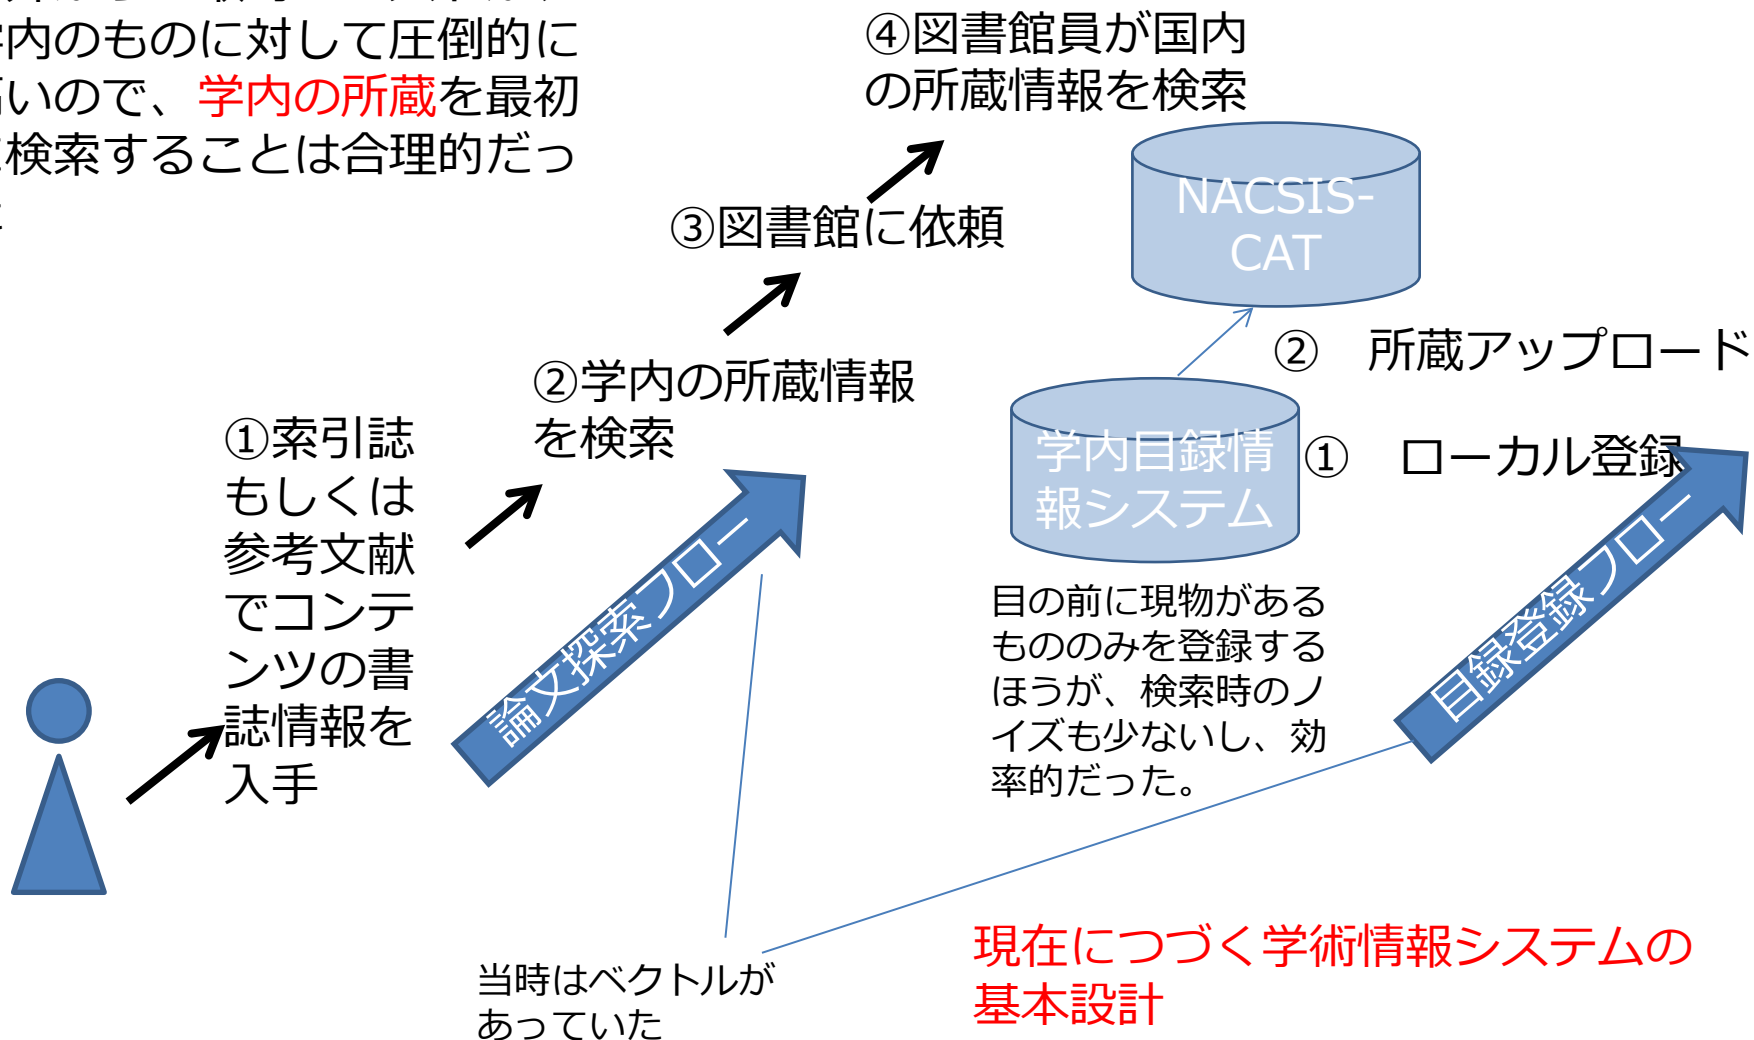 学内のものに対して圧倒的に
高いので、学内の所蔵を最初
に検索することは合理的だっ
④図書館員が国内
の所蔵情報を検索
NACSIS-
CAT
③図書館に依頼
② 所蔵アップロード
②学内の所蔵情報
を検索
学内目録情
報システム
① ローカル登録
①索引誌
もしくは
参考文献
でコンテ
ンツの書
誌情報を
入手
論文探索フロー
目録登録フロー
目の前に現物がある
もののみを登録する
ほうが、検索時のノ
イズも少ないし、効
率的だった。
当時はベクトルが
あっていた
現在につづく学術情報システムの
基本設計